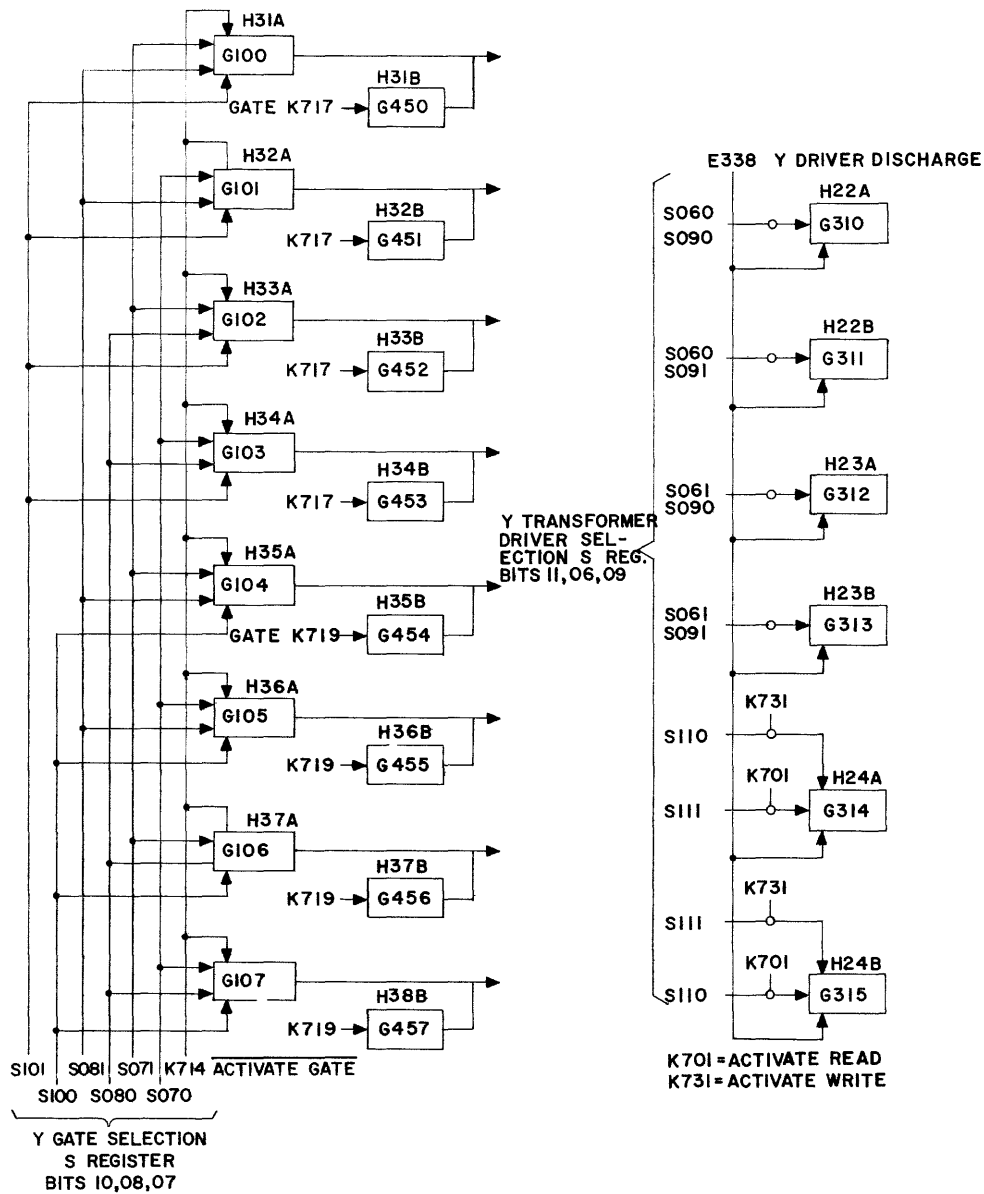 H31A
G100
H31B
GATE K717
G450
H32A
G101
H32B
K717
G451
H33A
G102
H33B
K717
G452
H34A
G103
H34B
K717
G453
H35A
G104
H35B
GATE K719
G454
H36A
G105
H36B
K719
G455
H37A
G106
H37B
K719
G456
G107
H38B
K719
G457
S101
S081
S071
K714
ACTIVATE GATE
S100
S080
S070
Y GATE SELECTION
S REGISTER
BITS 10,08,07
Y TRANSFORMER
DRIVER SEL-
ECTION S REG.
BITS 11,06,09
E338 Y DRIVER DISCHARGE
S060
S090
H22A
G310
S060
S091
H22B
G311
S061
S090
H23A
G312
S061
S091
H23B
G313
K731
S110
K701
H24A
S111
G314
K731
S111
K701
H24B
S110
G315
K701=ACTIVATE READ
K731=ACTIVATE WRITE